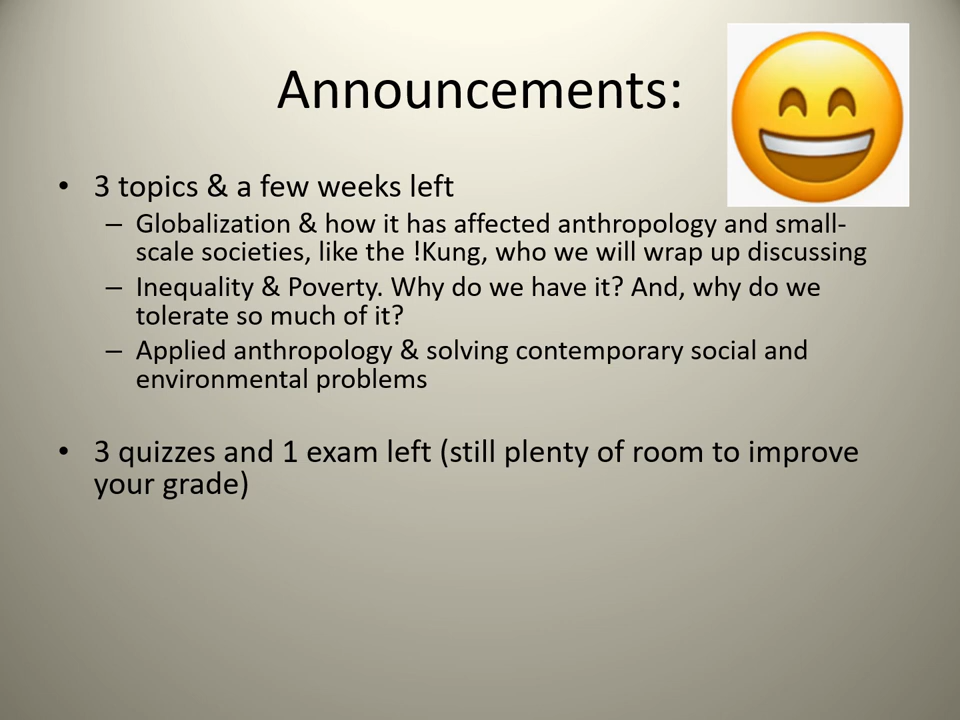 Announcements:
• 3 topics & a few weeks left
– Globalization & how it has affected anthropology and small-
scale societies, like the !Kung, who we will wrap up discussing
– Inequality & Poverty. Why do we have it? And, why do we
tolerate so much of it?
– Applied anthropology & solving contemporary social and
environmental problems
• 3 quizzes and 1 exam left (still plenty of room to improve
your grade)